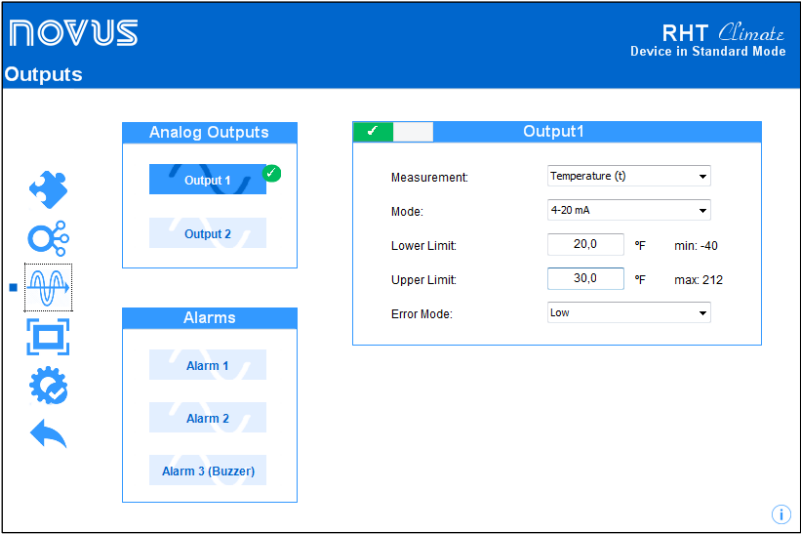 NOVUS
RHT Climate
Device in Standard Mode
Outputs
Analog Outputs
Output 1
Output 2
Alarms
Alarm 1
Alarm 2
Alarm 3 (Buzzer)
Output1
Measurement: Temperature (t)
Mode: 4-20 mA
Lower Limit: 20,0 ºF min: -40
Upper Limit: 30,0 ºF max: 212
Error Mode: Low
i